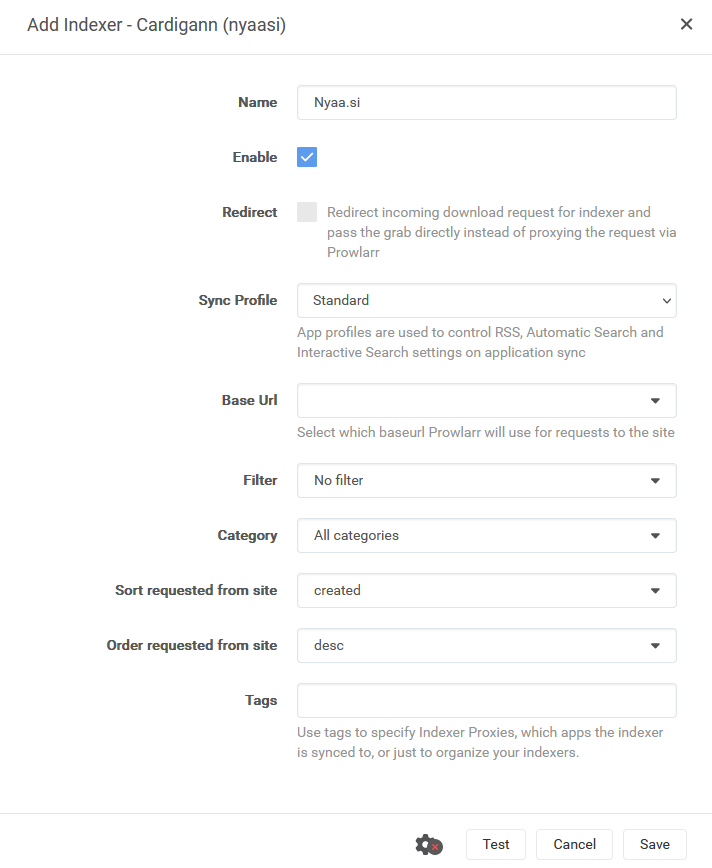 Add Indexer - Cardigann (nyaasi)
Name
Nyaa.si
Enable
Redirect
Redirect incoming download request for indexer and
pass the grab directly instead of proxying the request via
Prowlarr
Sync Profile
Standard
App profiles are used to control RSS, Automatic Search and
Interactive Search settings on application sync
Base Url
Select which baseurl Prowlarr will use for requests to the site
Filter
No filter
Category
All categories
Sort requested from site
created
Order requested from site
desc
Tags
Use tags to specify Indexer Proxies, which apps the indexer
is synced to, or just to organize your indexers.
Test
Cancel
Save